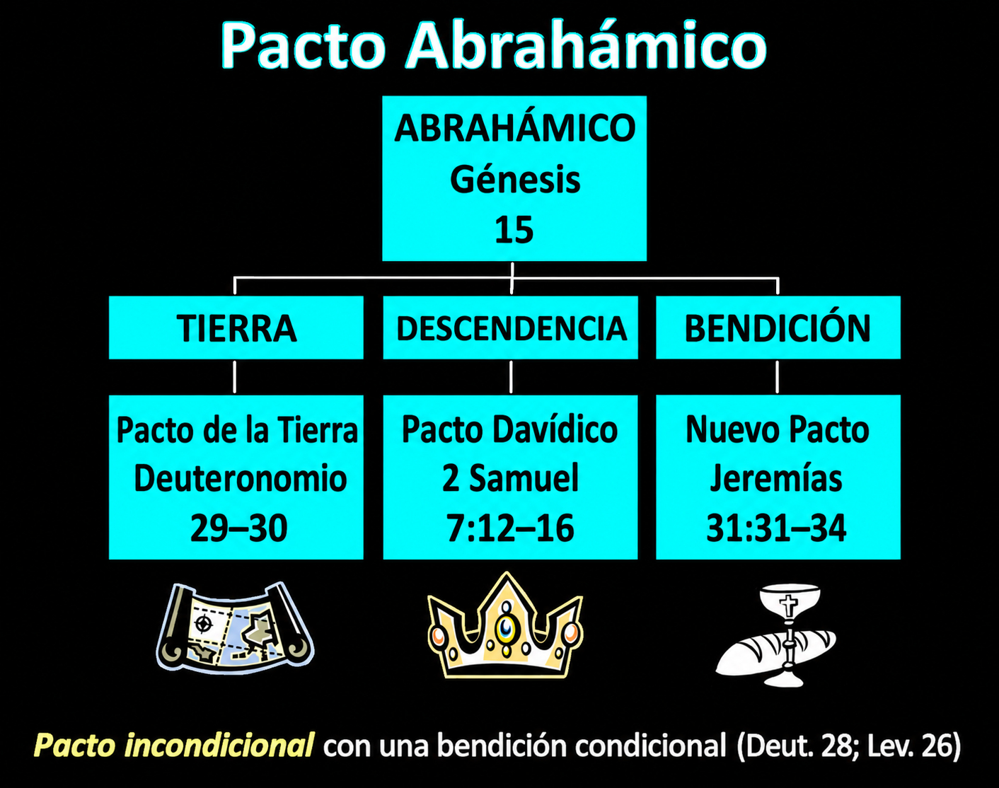 Pacto Abrahámico
ABRAHÁMICO
Génesis
15
TIERRA
DESCENDENCIA
BENDICIÓN
Pacto de la Tierra
Deuteronomio
29–30
Pacto Davídico
2 Samuel
7:12–16
Nuevo Pacto
Jeremías
31:31–34
Pacto incondicional con una bendición condicional (Deut. 28; Lev. 26)